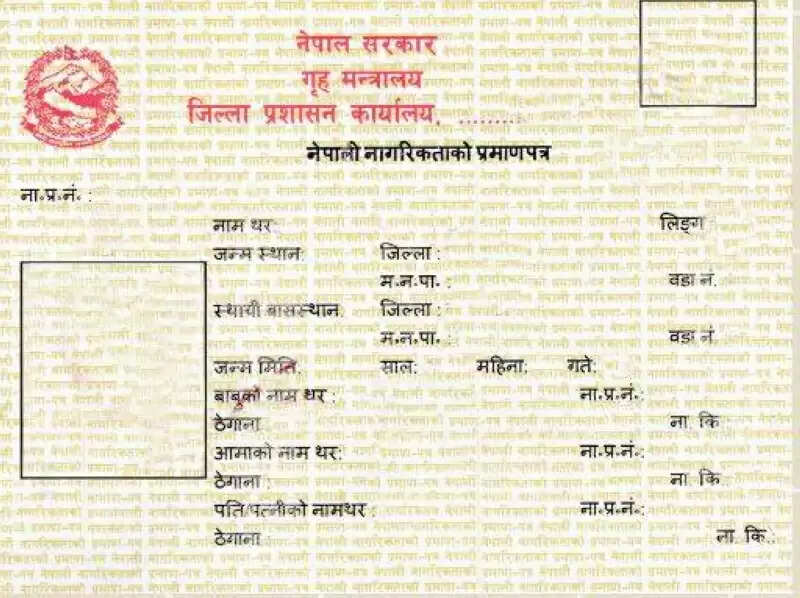 नेपाल सरकार
गृह मन्त्रालय
जिल्ला प्रशासन कार्यालय, .........
नेपाली नागरिकताको प्रमाणपत्र
ना॰प्र॰नं॰ :
नाम थर: लिङ्ग
जन्म स्थान: जिल्ला :
म॰न॰पा॰ : वडा नं.
स्थायी बासस्थान: जिल्ला :
म॰न॰पा॰ : वडा नं.
जन्म मिति: साल: महिना: गते:
बाबुको नाम थर : ना॰प्र॰नं॰:
ठेगाना: ना. कि.
आमाको नाम थर: ना॰प्र॰नं॰:
ठेगाना : ना. कि.
पति/पत्नीको नामथर : ना॰प्र॰नं॰:
ठेगाना : ना. कि.: